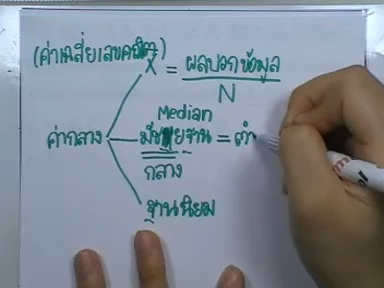 (ค่าเฉลี่ยเลขคณิต)
X̄ = ผลบวกข้อมูล
N
Median
ค่ากลาง มัธยฐาน = ตำ
กลาง
ฐานนิยม